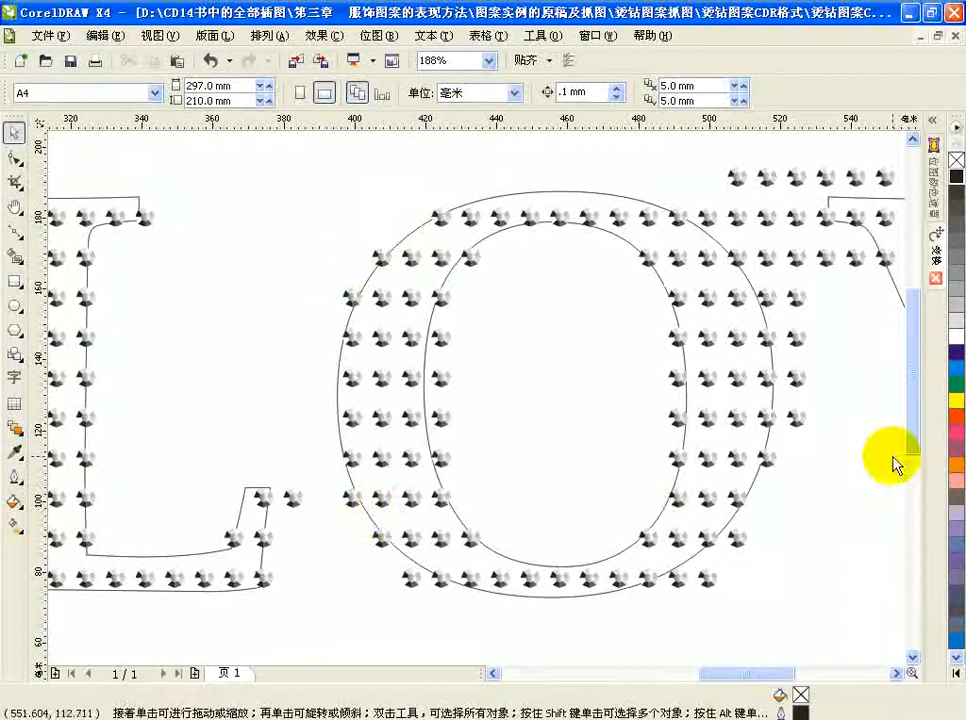 CorelDRAW X4 - [D:\CD14书中的全部插图\第三章　服饰图案的表现方法\图案实例的原稿及抓图\烫钻图案抓图\烫钻图案CDR格式\烫钻图案C...
文件(F) 编辑(E) 视图(V) 版面(L) 排列(A) 效果(C) 位图(B) 文本(T) 表格(T) 工具(O) 窗口(W) 帮助(H)
188% 贴齐
A4 297.0 mm 210.0 mm 单位: 毫米 .1 mm 5.0 mm 5.0 mm
320 340 360 380 400 420 440 460 480 500 520 540 毫米
200
180
160
140
120
100
80
60
变换
字
1 / 1 页 1
(551.604, 112.711) 接着单击可进行拖动或缩放; 再单击可旋转或倾斜; 双击工具, 可选择所有对象; 按住 Shift 键单击可选择多个对象; 按住 Alt 键单...